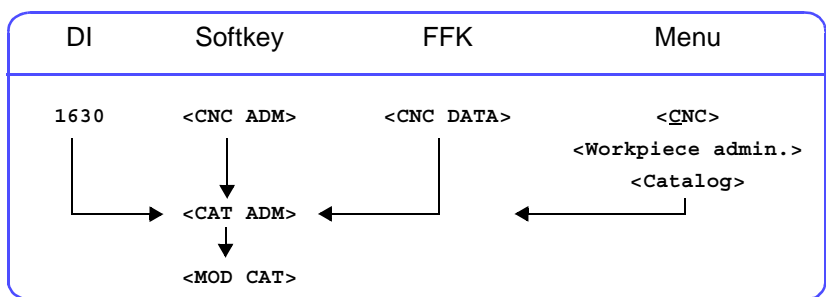 DI Softkey FFK Menu
1630 <CNC ADM> <CNC DATA> <CNC>
<Workpiece admin.>
<Catalog>
<CAT ADM>
<MOD CAT>